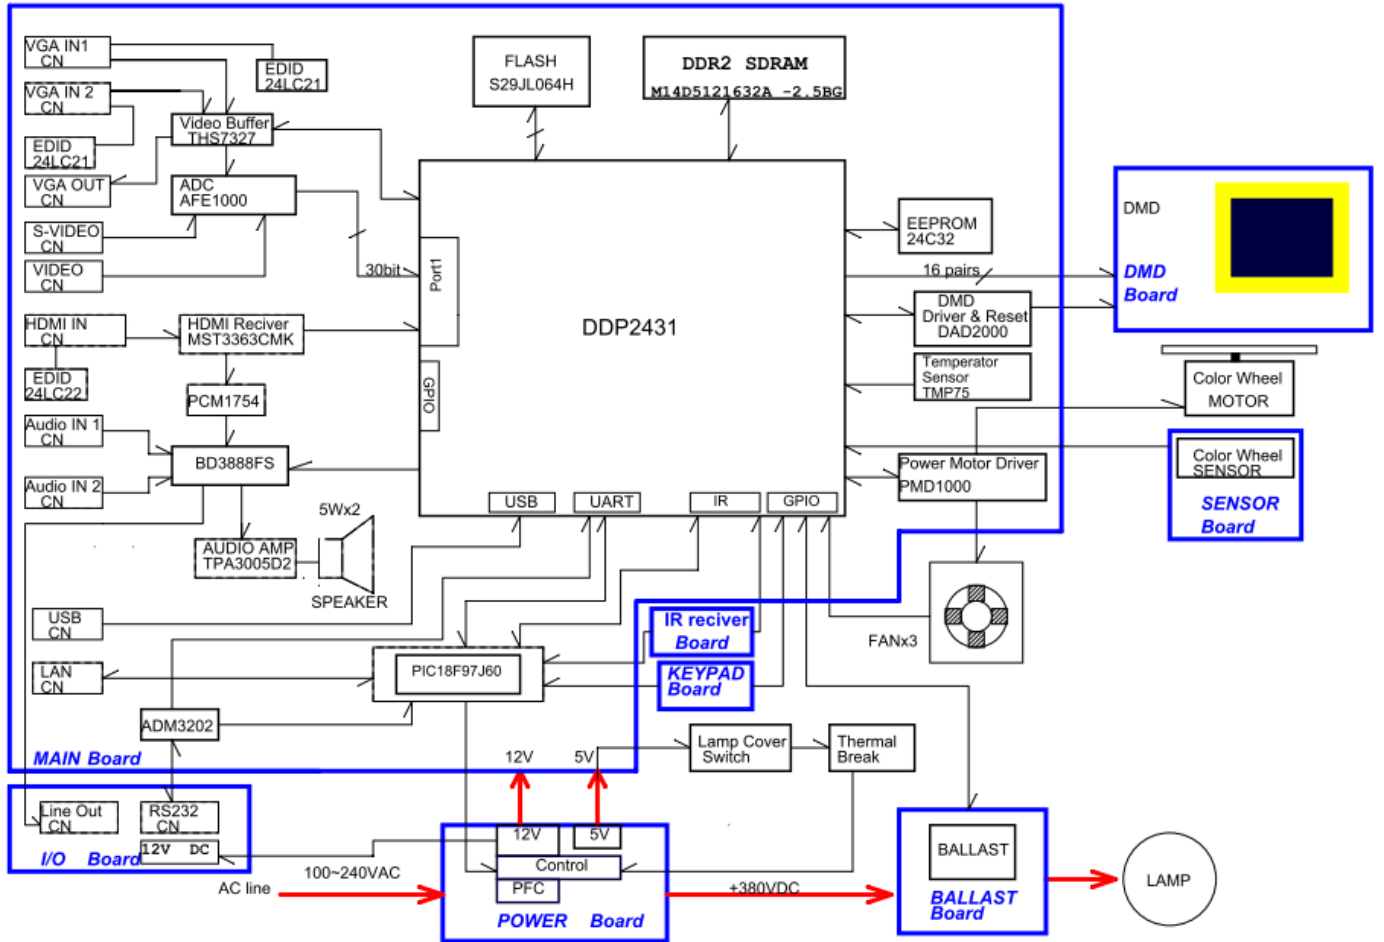 VGA IN1
CN
EDID
24LC21
VGA IN 2
CN
EDID
24LC21
Video Buffer
THS7327
VGA OUT
CN
ADC
AFE1000
S-VIDEO
CN
VIDEO
CN
30bit
HDMI IN
CN
HDMI Reciver
MST3363CMK
EDID
24LC22
PCM1754
Audio IN 1
CN
BD3888FS
Audio IN 2
CN
AUDIO AMP
TPA3005D2
5Wx2
SPEAKER
FLASH
S29JL064H
DDR2 SDRAM
M14D5121632A -2.5BG
DDP2431
Port1
GPIO
USB
UART
IR
GPIO
EEPROM
24C32
16 pairs
DMD
Driver & Reset
DAD2000
Temperator
Sensor
TMP75
Power Motor Driver
PMD1000
DMD
DMD
Board
Color Wheel
MOTOR
Color Wheel
SENSOR
SENSOR
Board
FANx3
USB
CN
LAN
CN
PIC18F97J60
IR reciver
Board
KEYPAD
Board
ADM3202
MAIN Board
12V
5V
Lamp Cover
Switch
Thermal
Break
Line Out
CN
RS232
CN
12V DC
I/O Board
100~240VAC
AC line
12V
5V
Control
PFC
POWER Board
+380VDC
BALLAST
BALLAST
Board
LAMP